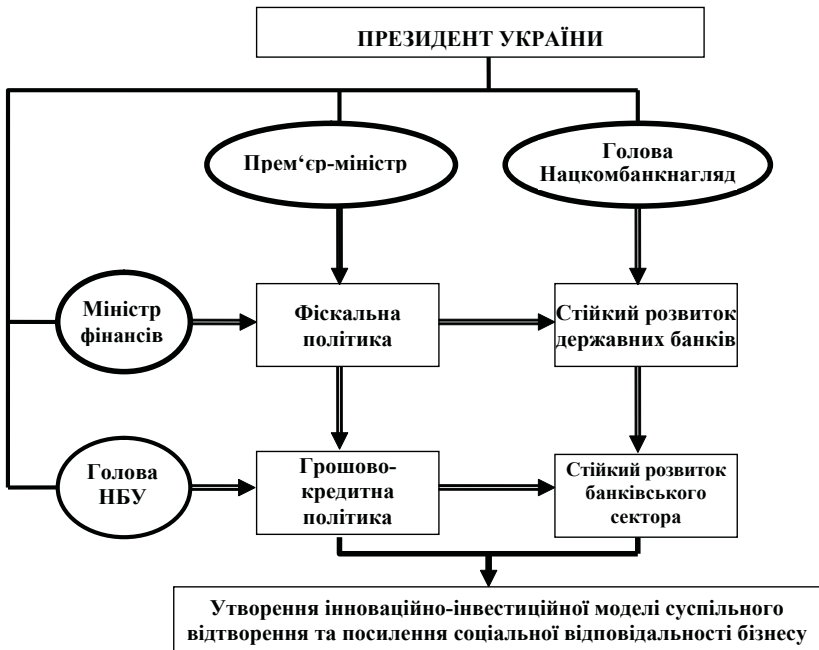 ПРЕЗИДЕНТ УКРАЇНИ
Прем‘єр-міністр
Голова
Нацкомбанкнагляд
Міністр
фінансів
Фіскальна
політика
Стійкий розвиток
державних банків
Голова
НБУ
Грошово-
кредитна
політика
Стійкий розвиток
банківського
сектора
Утворення інноваційно-інвестиційної моделі суспільного
відтворення та посилення соціальної відповідальності бізнесу